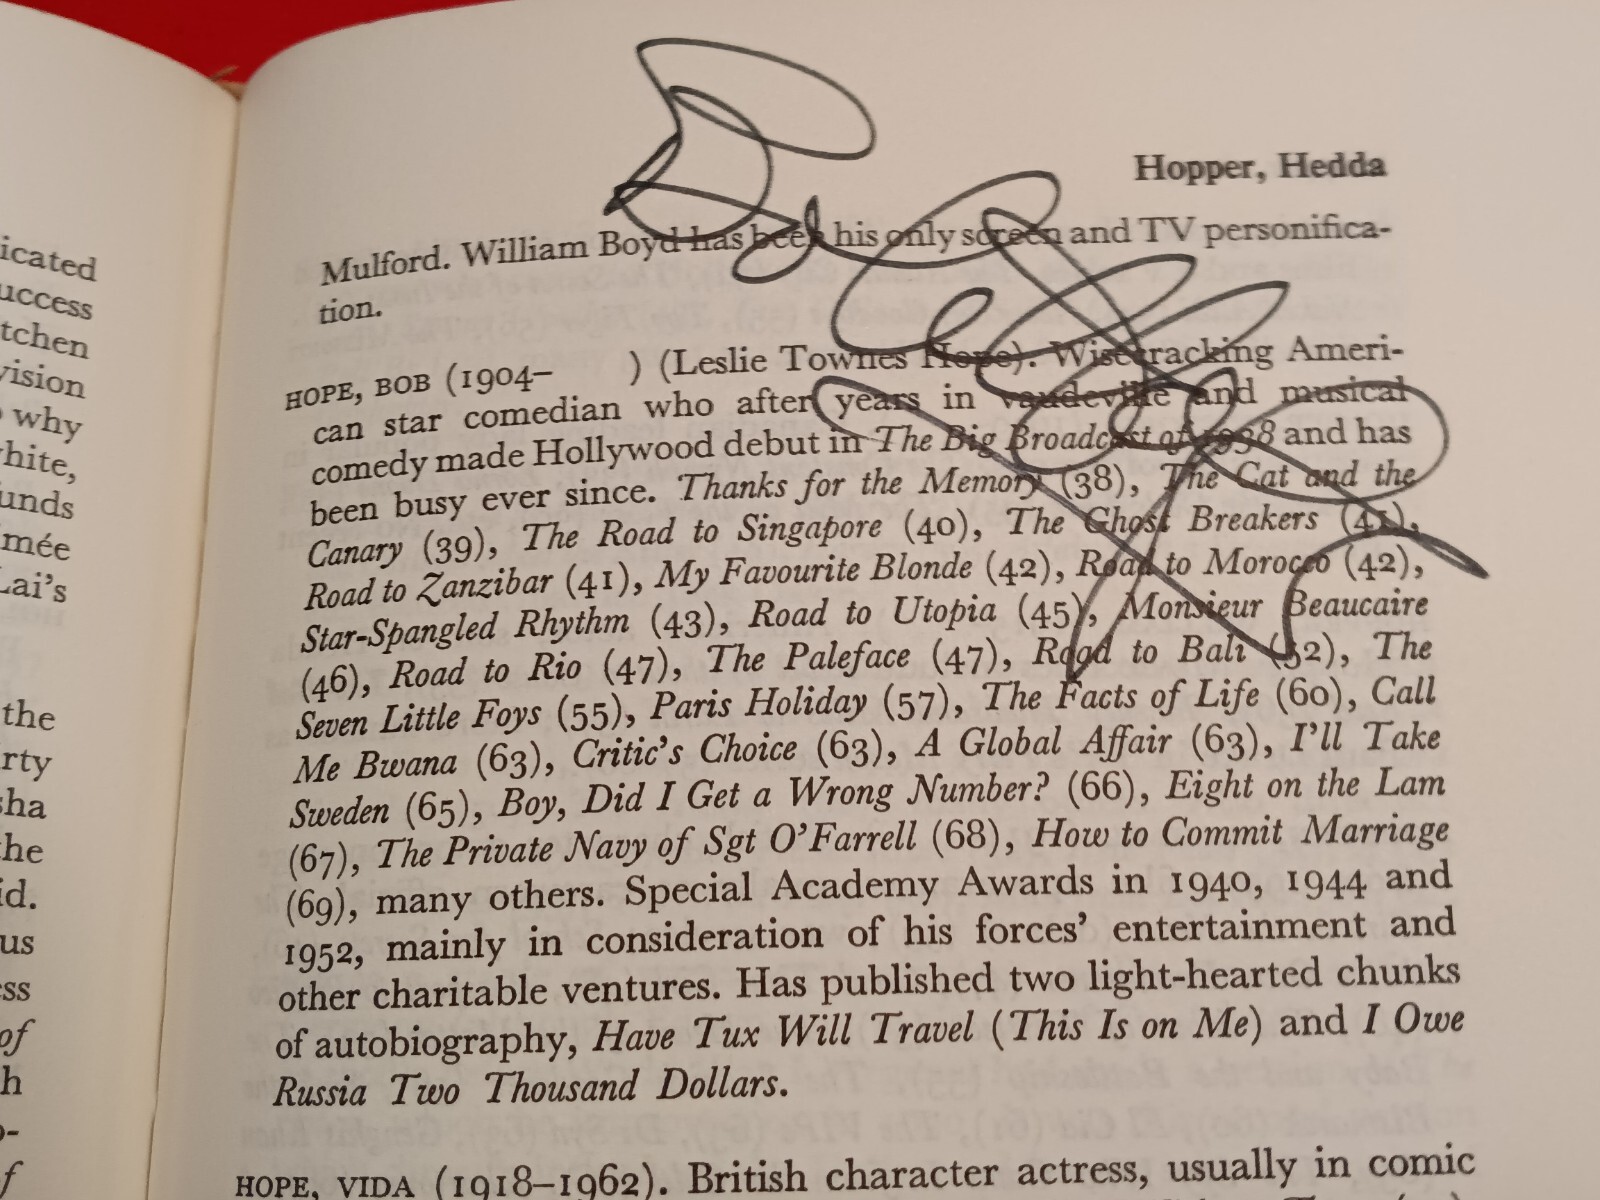 icated
uccess
tchen
vision
why
hite,
unds
mée
Lai's
the
rty
sha
he
id.
us
ss
of
h
o-
f
Hopper, Hedda
Mulford. William Boyd has been his only screen and TV personifica-
tion.
HOPE, BOB (1904– ) (Leslie Townes Hope). Wisecracking Ameri-
can star comedian who after years in vaudeville and musical
comedy made Hollywood debut in The Big Broadcast of 1938 and has
been busy ever since. Thanks for the Memory (38), The Cat and the
Canary (39), The Road to Singapore (40), The Ghost Breakers (41),
Road to Zanzibar (41), My Favourite Blonde (42), Road to Morocco (42),
Star-Spangled Rhythm (43), Road to Utopia (45), Monsieur Beaucaire
(46), Road to Rio (47), The Paleface (47), Road to Bali (52), The
Seven Little Foys (55), Paris Holiday (57), The Facts of Life (60), Call
Me Bwana (63), Critic's Choice (63), A Global Affair (63), I'll Take
Sweden (65), Boy, Did I Get a Wrong Number? (66), Eight on the Lam
(67), The Private Navy of Sgt O'Farrell (68), How to Commit Marriage
(69), many others. Special Academy Awards in 1940, 1944 and
1952, mainly in consideration of his forces' entertainment and
other charitable ventures. Has published two light-hearted chunks
of autobiography, Have Tux Will Travel (This Is on Me) and I Owe
Russia Two Thousand Dollars.
HOPE, VIDA (1918–1962). British character actress, usually in comic